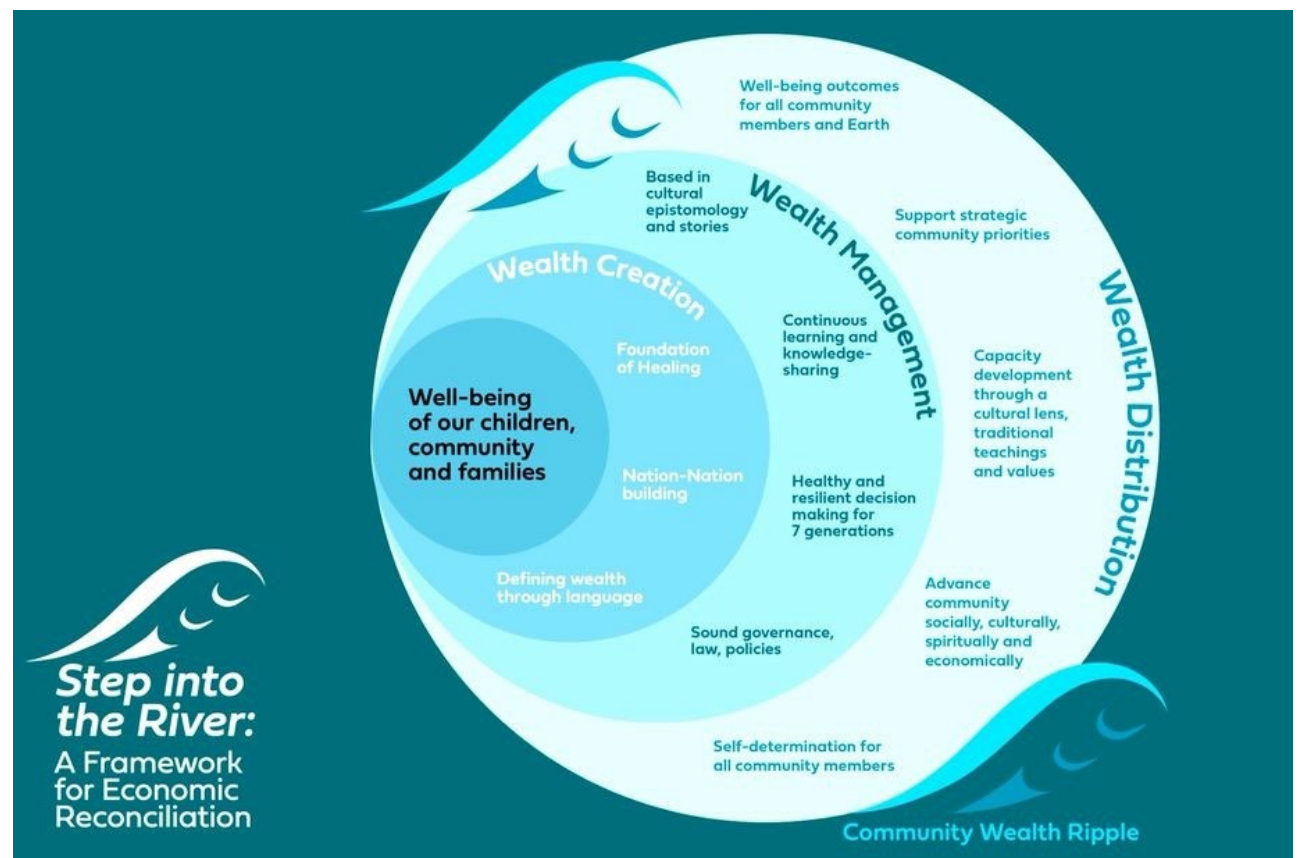 Well-being outcomes
for all community
members and Earth
Based in
cultural
epistomology
and stories
Wealth Management
Support strategic
community priorities
Wealth Creation
Wealth Distribution
Continuous
learning and
knowledge-
sharing
Foundation
of Healing
Capacity
development
through a
cultural lens,
traditional
teachings
and values
Well-being
of our children,
community
and families
Nation-Nation
building
Healthy and
resilient decision
making for
7 generations
Defining wealth
through language
Advance
community
socially, culturally,
spiritually and
economically
Sound governance,
law, policies
Self-determination for
all community members
Step into
the River:
A Framework
for Economic
Reconciliation
Community Wealth Ripple